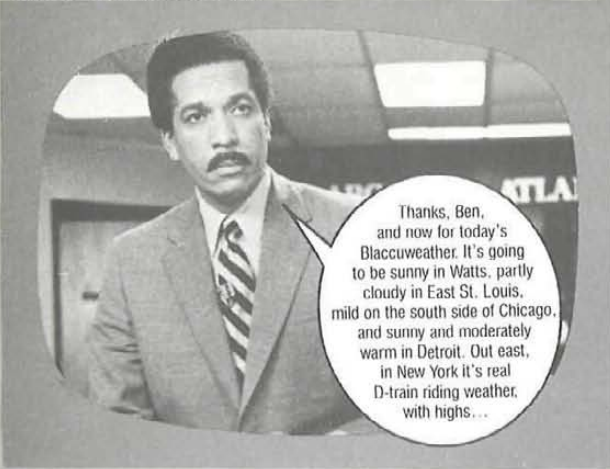 ATLA
Thanks, Ben,
and now for today's
Blaccuweather. It's going
to be sunny in Watts, partly
cloudy in East St. Louis,
mild on the south side of Chicago,
and sunny and moderately
warm in Detroit. Out east,
in New York it's real
D-train riding weather,
with highs...